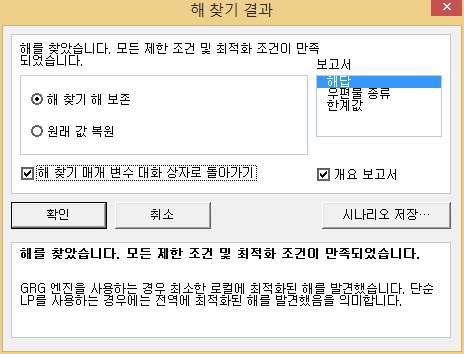 해 찾기 결과
해를 찾았습니다. 모든 제한 조건 및 최적화 조건이 만족
되었습니다.
보고서
해답
우편물 종류
한계값
해 찾기 해 보존
원래 값 복원
해 찾기 매개 변수 대화 상자로 돌아가기
개요 보고서
확인
취소
시나리오 저장...
해를 찾았습니다. 모든 제한 조건 및 최적화 조건이 만족되었습니다.
GRG 엔진을 사용하는 경우 최소한 로컬에 최적화된 해를 발견했습니다. 단순
LP를 사용하는 경우에는 전역에 최적화된 해를 발견했음을 의미합니다.